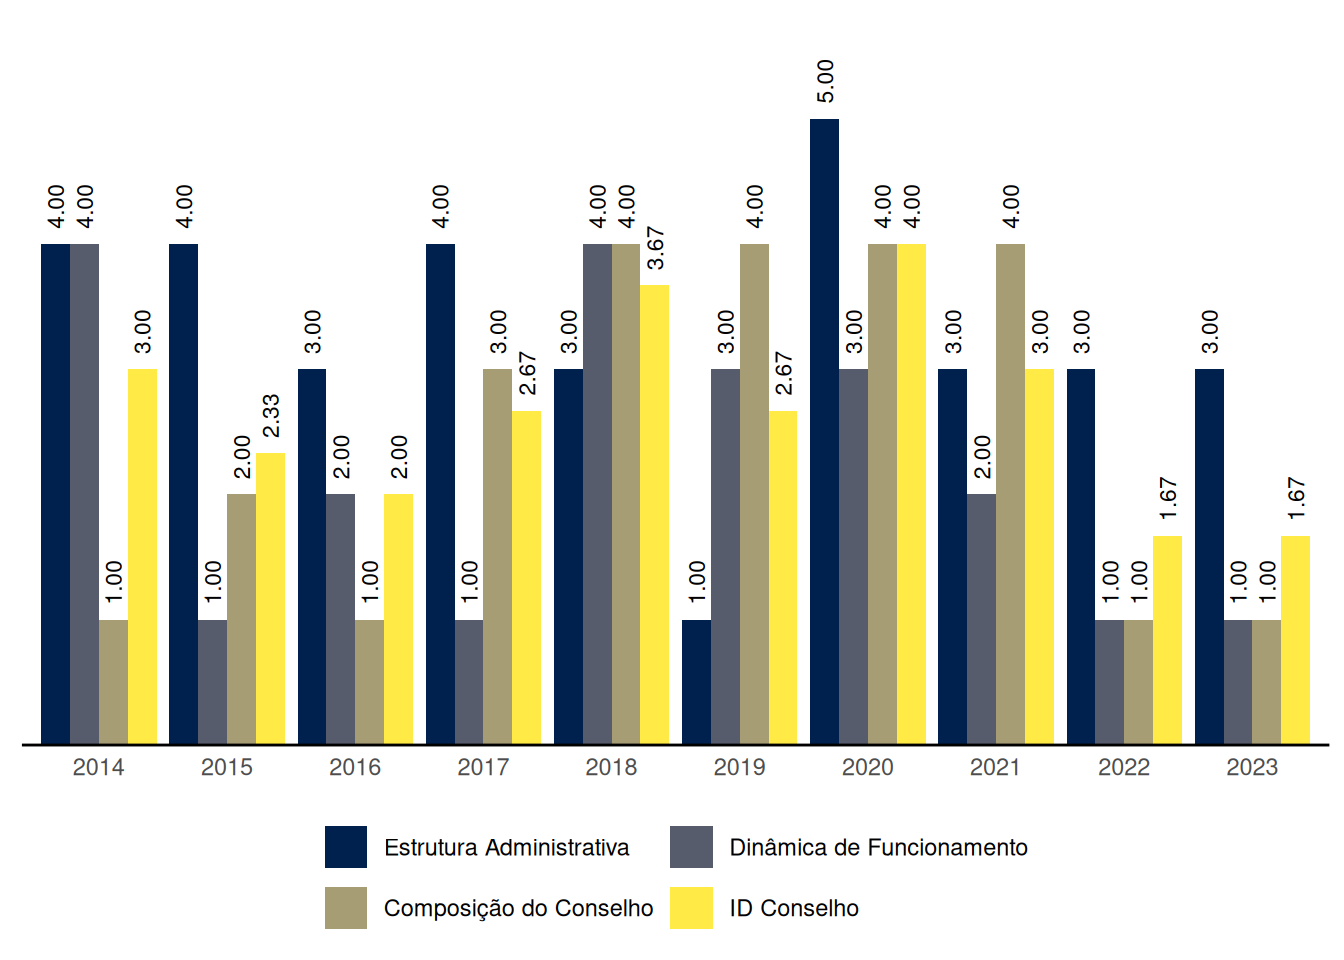 5.00
4.00 4.00 4.00 4.00 4.00 4.00 4.00 4.00 4.00 4.00
3.67
3.00 3.00 3.00 3.00 3.00 3.00 3.00 3.00 3.00 3.00
2.67 2.67
2.33
2.00 2.00 2.00 2.00
1.67 1.67
1.00 1.00 1.00 1.00 1.00 1.00 1.00 1.00 1.00
2014 2015 2016 2017 2018 2019 2020 2021 2022 2023
Estrutura Administrativa Dinâmica de Funcionamento
Composição do Conselho ID Conselho